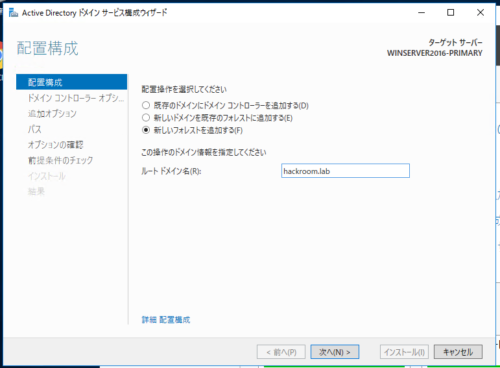 Active Directory ドメイン サービス構成ウィザード
配置構成
ターゲット サーバー
WINSERVER2016-PRIMARY
配置構成
ドメイン コントローラー オプシ...
追加オプション
パス
オプションの確認
前提条件のチェック
インストール
結果
配置操作を選択してください
既存のドメインにドメイン コントローラーを追加する(D)
新しいドメインを既存のフォレストに追加する(E)
新しいフォレストを追加する(F)
この操作のドメイン情報を指定してください
ルート ドメイン名(R): hackroom.lab
詳細 配置構成
< 前へ(P) 次へ(N) > インストール(I) キャンセル